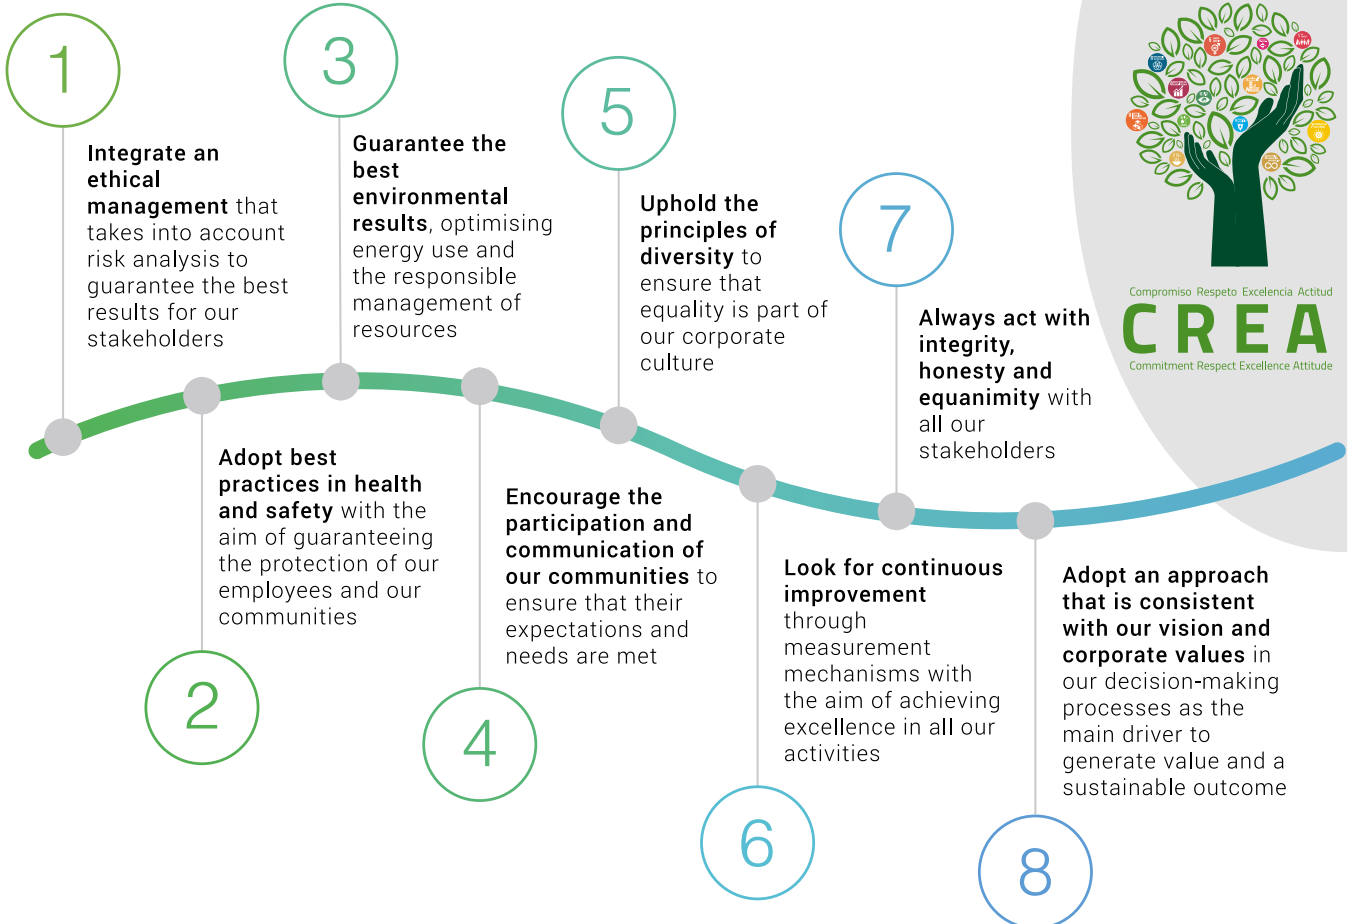 1
Integrate an
ethical
management that
takes into account
risk analysis to
guarantee the best
results for our
stakeholders
2
Adopt best
practices in health
and safety with the
aim of guaranteeing
the protection of our
employees and our
communities
3
Guarantee the
best
environmental
results, optimising
energy use and
the responsible
management of
resources
4
Encourage the
participation and
communication of
our communities to
ensure that their
expectations and
needs are met
5
Uphold the
principles of
diversity to
ensure that
equality is part of
our corporate
culture
6
Look for continuous
improvement
through
measurement
mechanisms with
the aim of achieving
excellence in all our
activities
7
Always act with
integrity,
honesty and
equanimity with
all our
stakeholders
8
Adopt an approach
that is consistent
with our vision and
corporate values in
our decision-making
processes as the
main driver to
generate value and a
sustainable outcome
Compromiso Respeto Excelencia Actitud
CREA
Commitment Respect Excellence Attitude